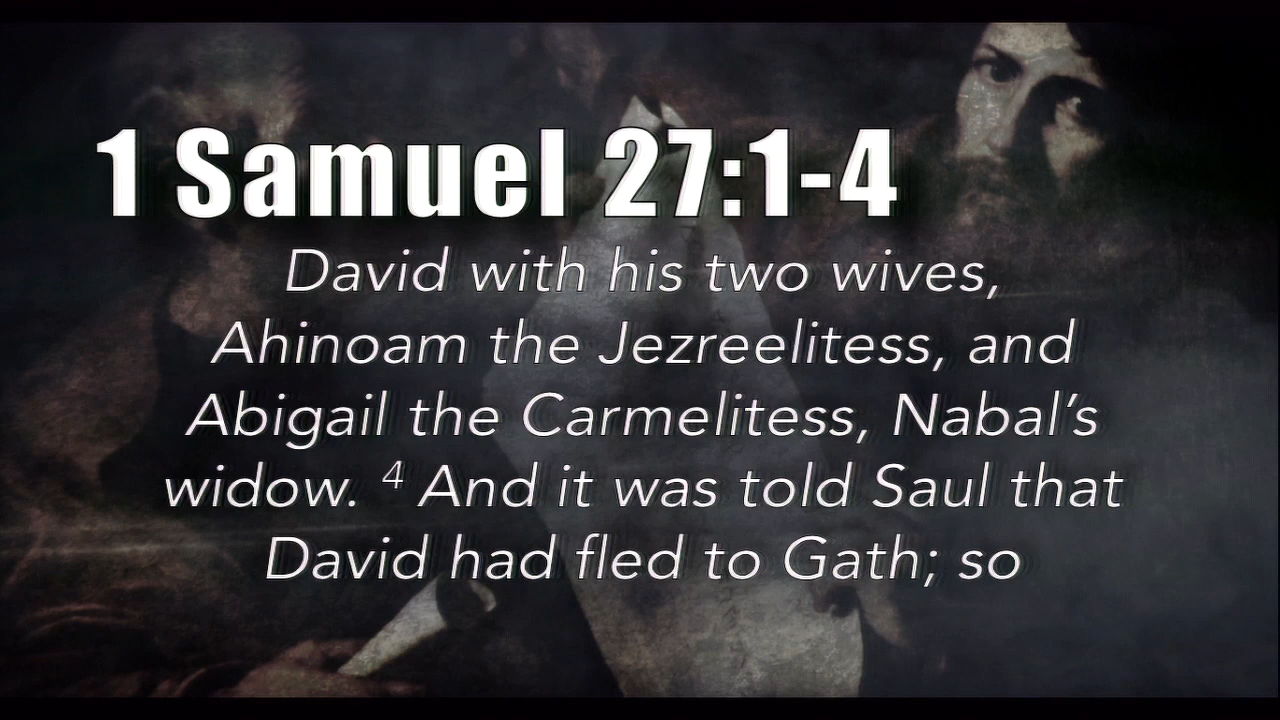 1 Samuel 27:1-4
David with his two wives,
Ahinoam the Jezreelitess, and
Abigail the Carmelitess, Nabal’s
widow. ⁴ And it was told Saul that
David had fled to Gath; so